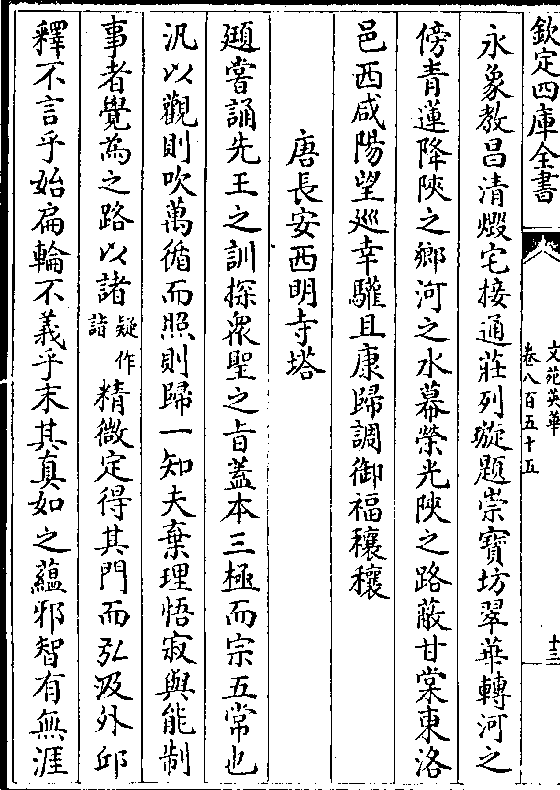 欽定四庫全書
文苑英華
卷八百五十五
十三
永象教昌清燬宅接通莊列璇題崇寶坊翠華轉河之
傍青蓮降陜之鄉河之水幕榮光陜之路蔽甘棠東洛
邑西咸陽望巡幸驩且康歸調御福穰穰
唐長安西明寺塔
頲嘗誦先王之訓探衆聖之㫖蓋本三極而宗五常也
汎以觀則吹萬循而照則歸一知夫棄理悟寂與能制
事者覺為之路以諸疑作詩精微定得其門而弘汲外邱
釋不言乎始扁輪不義乎末其真如之藴邪智有無涯